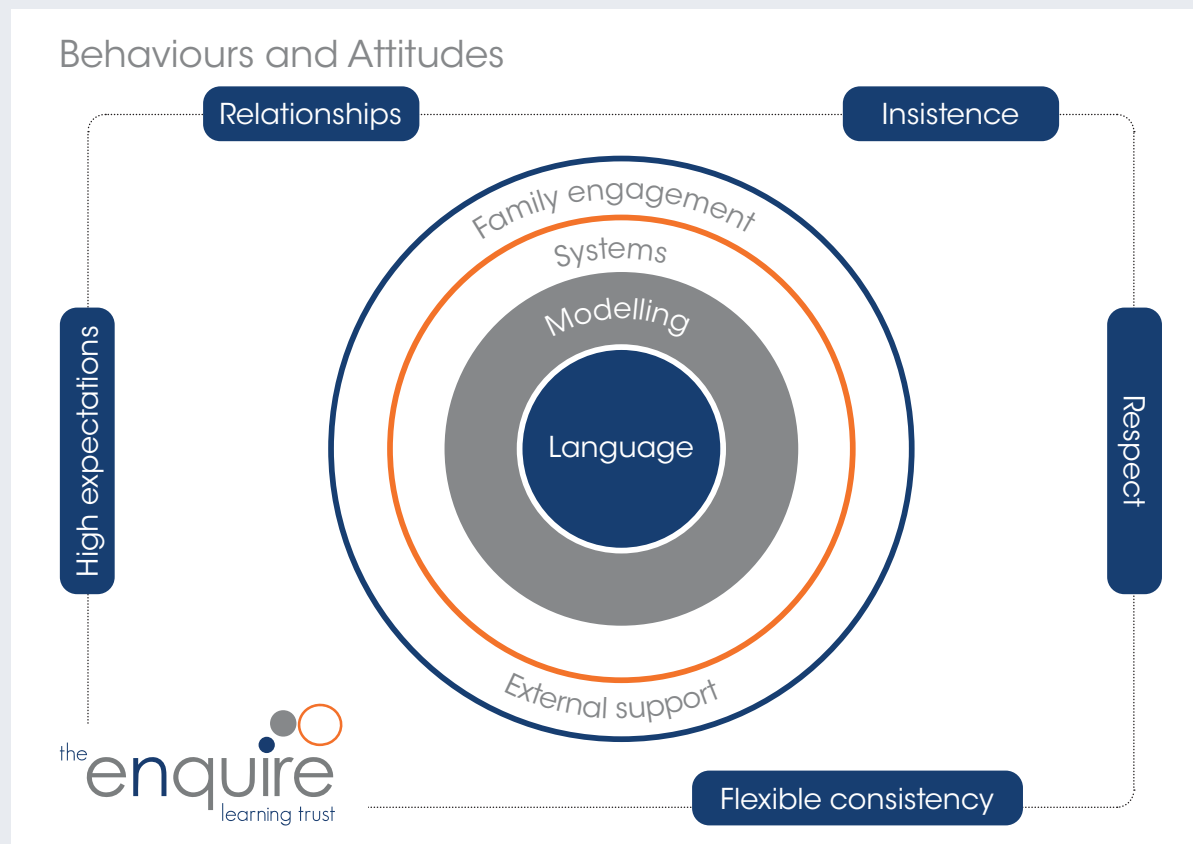 Behaviours and Attitudes
Relationships
Insistence
Family engagement
Systems
Modelling
Language
High expectations
Respect
External support
the
enquire
learning trust
Flexible consistency